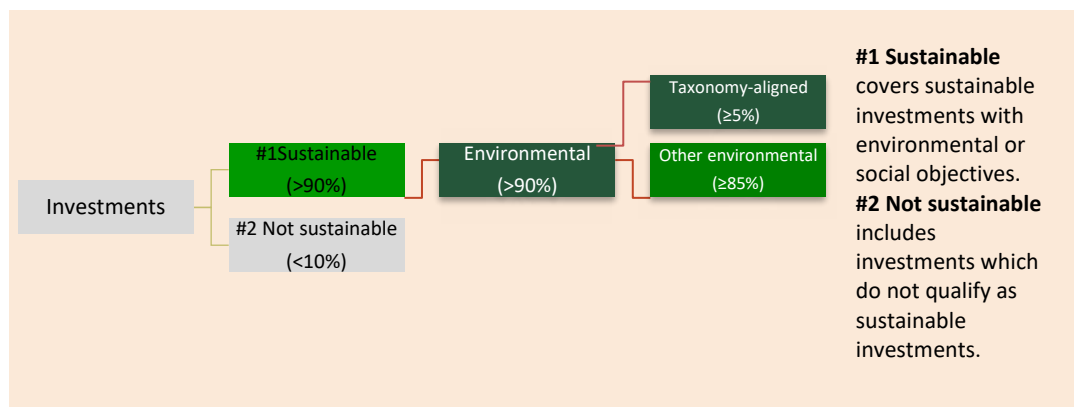 Investments
#1Sustainable
(>90%)
#2 Not sustainable
(<10%)
Environmental
(>90%)
Taxonomy-aligned
(≥5%)
Other environmental
(≥85%)
#1 Sustainable
covers sustainable
investments with
environmental or
social objectives.
#2 Not sustainable
includes
investments which
do not qualify as
sustainable
investments.